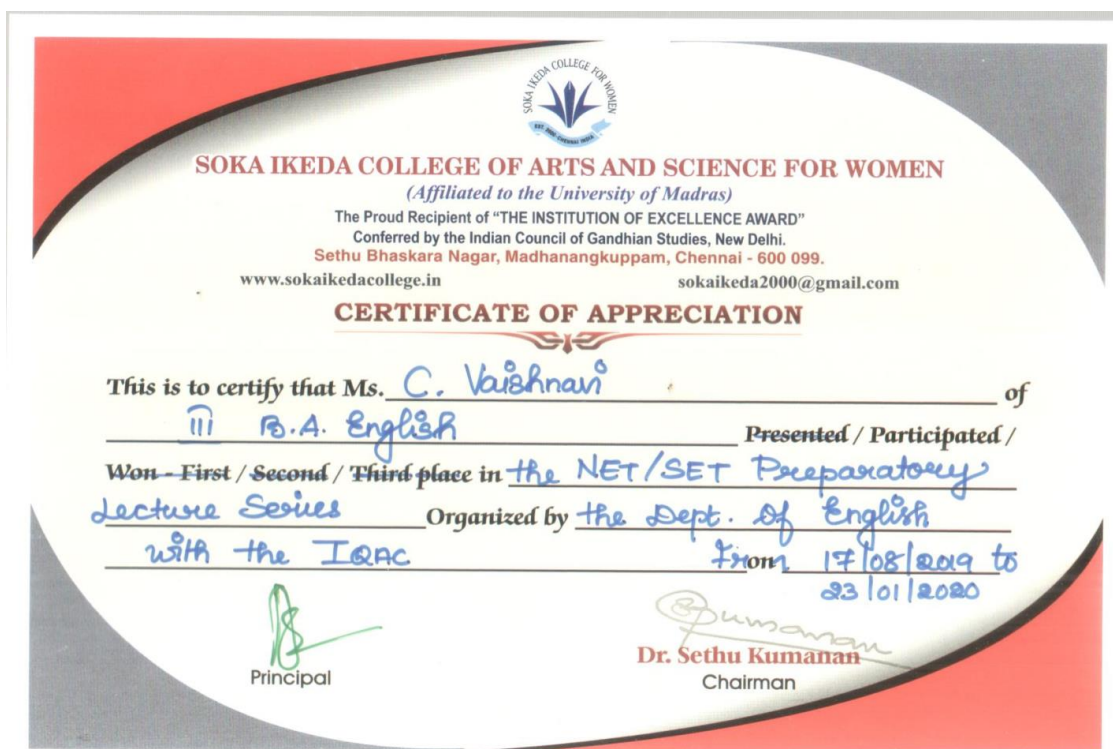 SOKA IKEDA COLLEGE FOR WOMEN
EST. 2000 CHENNAI INDIA
SOKA IKEDA COLLEGE OF ARTS AND SCIENCE FOR WOMEN
(Affiliated to the University of Madras)
The Proud Recipient of “THE INSTITUTION OF EXCELLENCE AWARD”
Conferred by the Indian Council of Gandhian Studies, New Delhi.
Sethu Bhaskara Nagar, Madhanangkuppam, Chennai - 600 099.
www.sokaikedacollege.in sokaikeda2000@gmail.com
CERTIFICATE OF APPRECIATION
This is to certify that Ms. C. Vaishnavi of
III B.A. English Presented / Participated /
Won - First / Second / Third place in the NET/SET Preparatory
Lecture Series Organized by the Dept. Of English
with the IQAC From 17/08/2019 to
23/01/2020
Kumanan
Principal Dr. Sethu Kumanan
Chairman